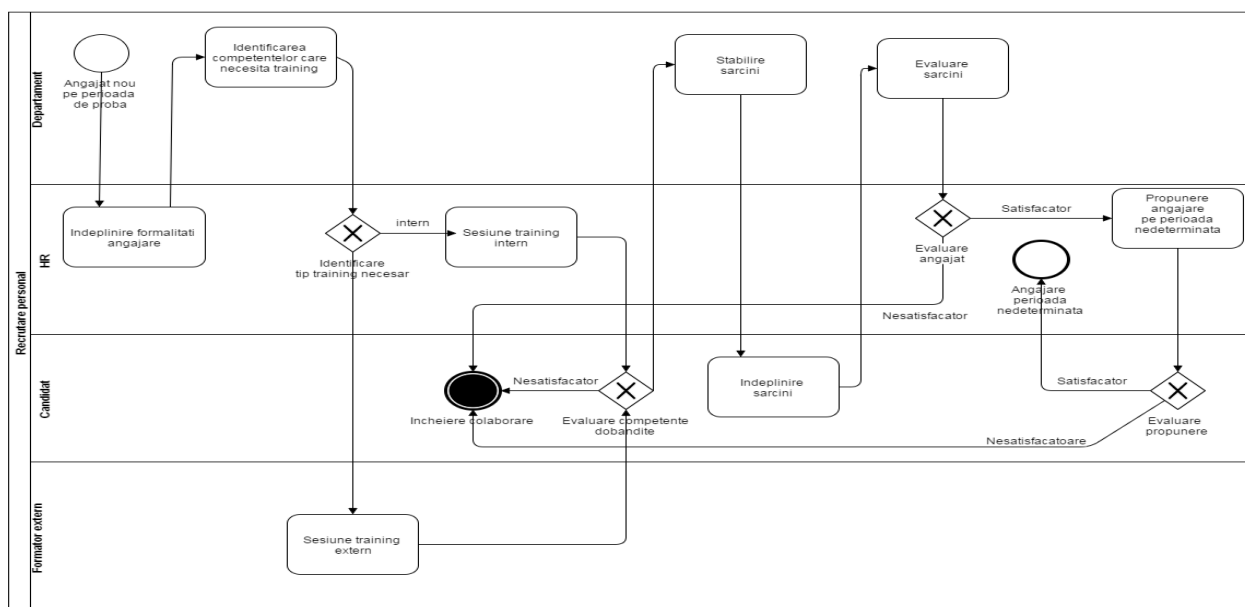 Recrutare personal
Departament
Angajat nou
pe perioada
de proba
Identificarea
competentelor care
necesita training
Stabilire
sarcini
Evaluare
sarcini
HR
Indeplinire formalitati
angajare
Identificare
tip training necesar
intern
Sesiune training
intern
Evaluare
angajat
Satisfacator
Nesatisfacator
Propunere
angajare
pe perioada
nedeterminata
Angajare
perioada
nedeterminata
Candidat
Incheiere colaborare
Nesatisfacator
Evaluare competente
dobandite
Indeplinire
sarcini
Satisfacator
Evaluare
propunere
Nesatisfacatoare
Formator extern
Sesiune training
extern